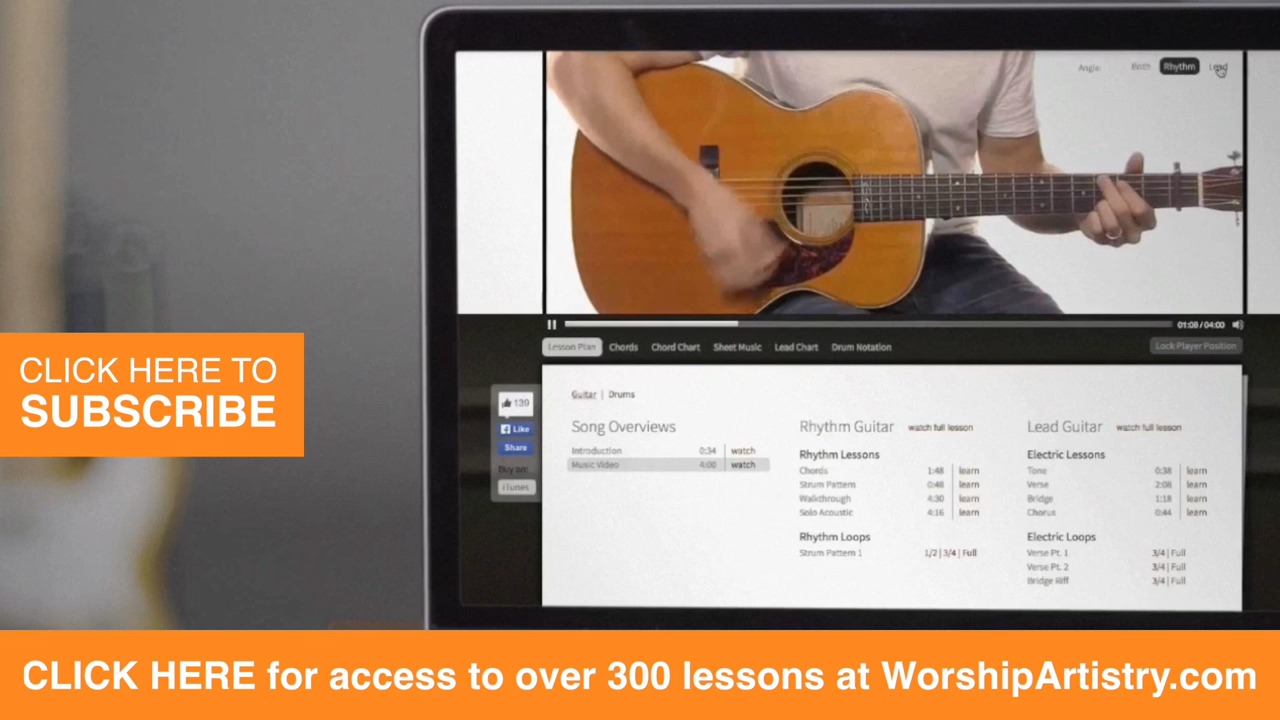 Angle: Both Rhythm Lead
01:08 / 04:00
Lesson Plan Chords Chord Chart Sheet Music Lead Chart Drum Notation Lock Player Position
139
Like
Share
Buy on:
iTunes
Guitar | Drums
Song Overviews
Introduction 0:34 watch
Music Video 4:00 watch
Rhythm Guitar watch full lesson
Rhythm Lessons
Chords 1:48 learn
Strum Pattern 0:48 learn
Walkthrough 4:30 learn
Solo Acoustic 4:16 learn
Rhythm Loops
Strum Pattern 1 1/2 | 3/4 | Full
Lead Guitar watch full lesson
Electric Lessons
Tone 0:38 learn
Verse 2:08 learn
Bridge 1:18 learn
Chorus 0:44 learn
Electric Loops
Verse Pt. 1 3/4 | Full
Verse Pt. 2 3/4 | Full
Bridge Riff 3/4 | Full
CLICK HERE TO
SUBSCRIBE
CLICK HERE for access to over 300 lessons at WorshipArtistry.com